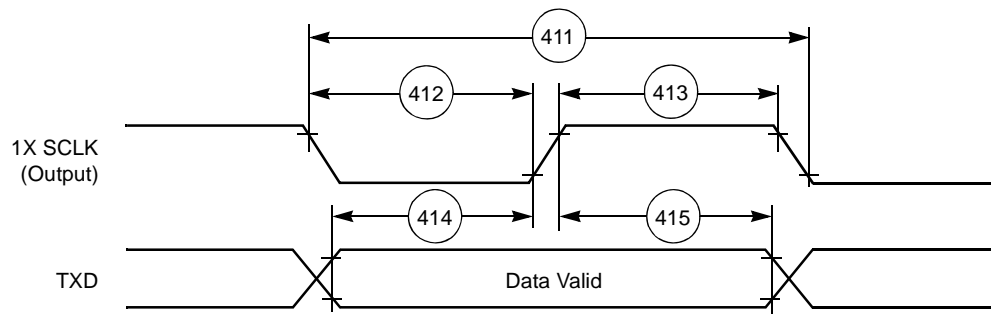 411
412
413
1X SCLK
(Output)
414
415
TXD
Data Valid